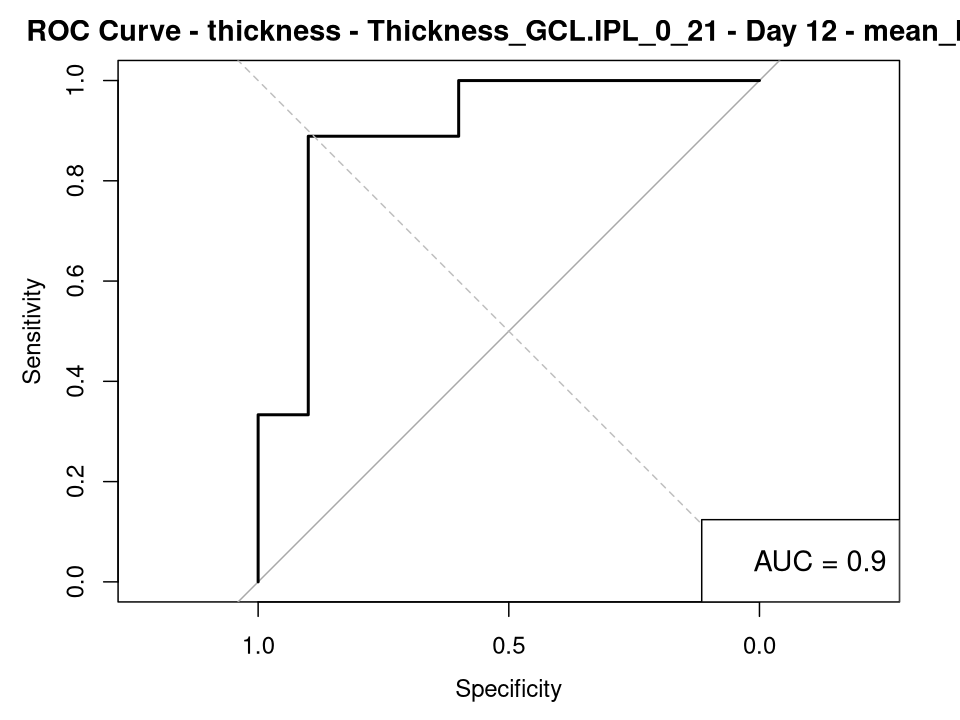 ROC Curve - thickness - Thickness_GCL.IPL_0_21 - Day 12 - mean_
Sensitivity
1.0
0.8
0.6
0.4
0.2
0.0
AUC = 0.9
1.0 0.5 0.0
Specificity